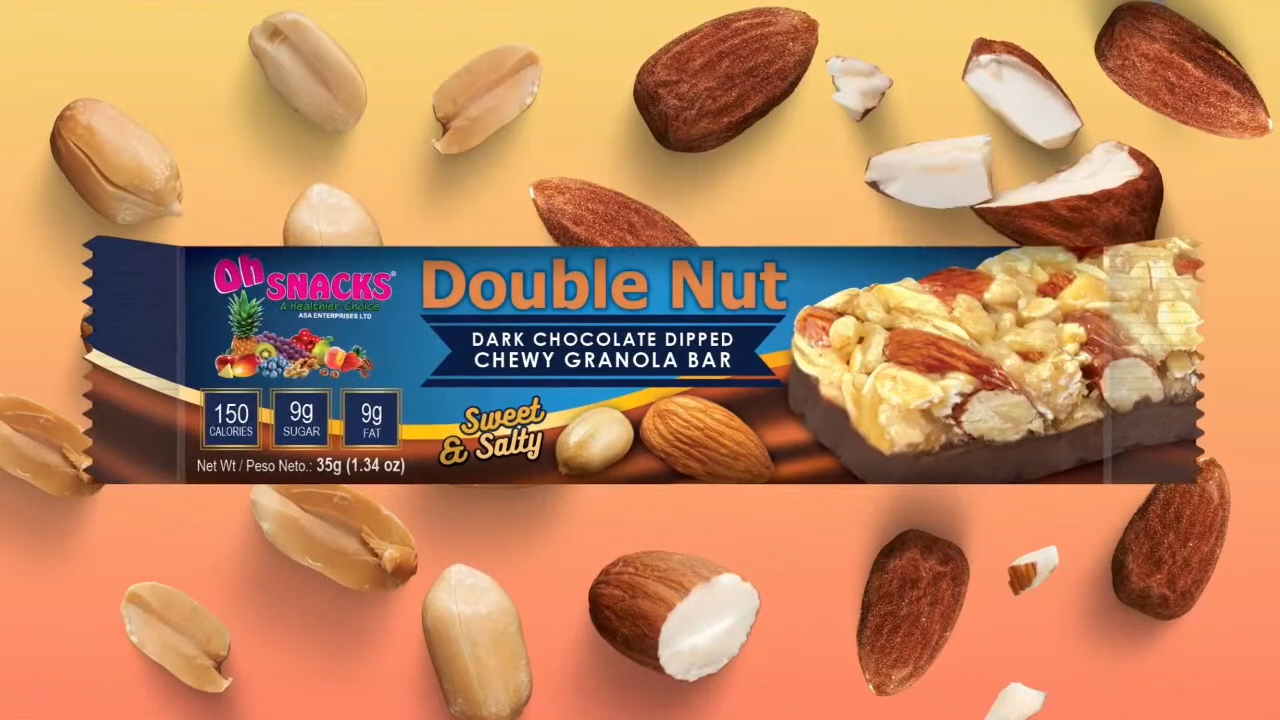 Oh SNACKS®
A Healthier Choice
ASA ENTERPRISES LTD
Double Nut
DARK CHOCOLATE DIPPED
CHEWY GRANOLA BAR
150
CALORIES
9g
SUGAR
9g
FAT
Sweet
& Salty
Net Wt / Peso Neto.: 35g (1.34 oz)